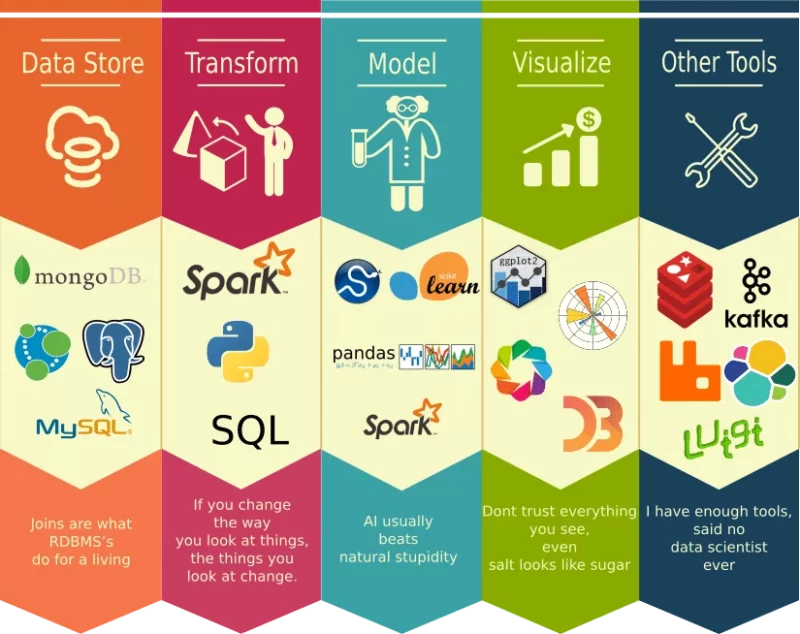 Data Store
Transform
Model
Visualize
Other Tools
$
mongoDB
MySQL
Spark
SQL
scikit
learn
pandas
Spark
ggplot2
D3
kafka
Luigi
Joins are what
RDBMS's
do for a living
If you change
the way
you look at things,
the things you
look at change.
AI usually
beats
natural stupidity
Dont trust everything
you see,
even
salt looks like sugar
I have enough tools,
said no
data scientist
ever